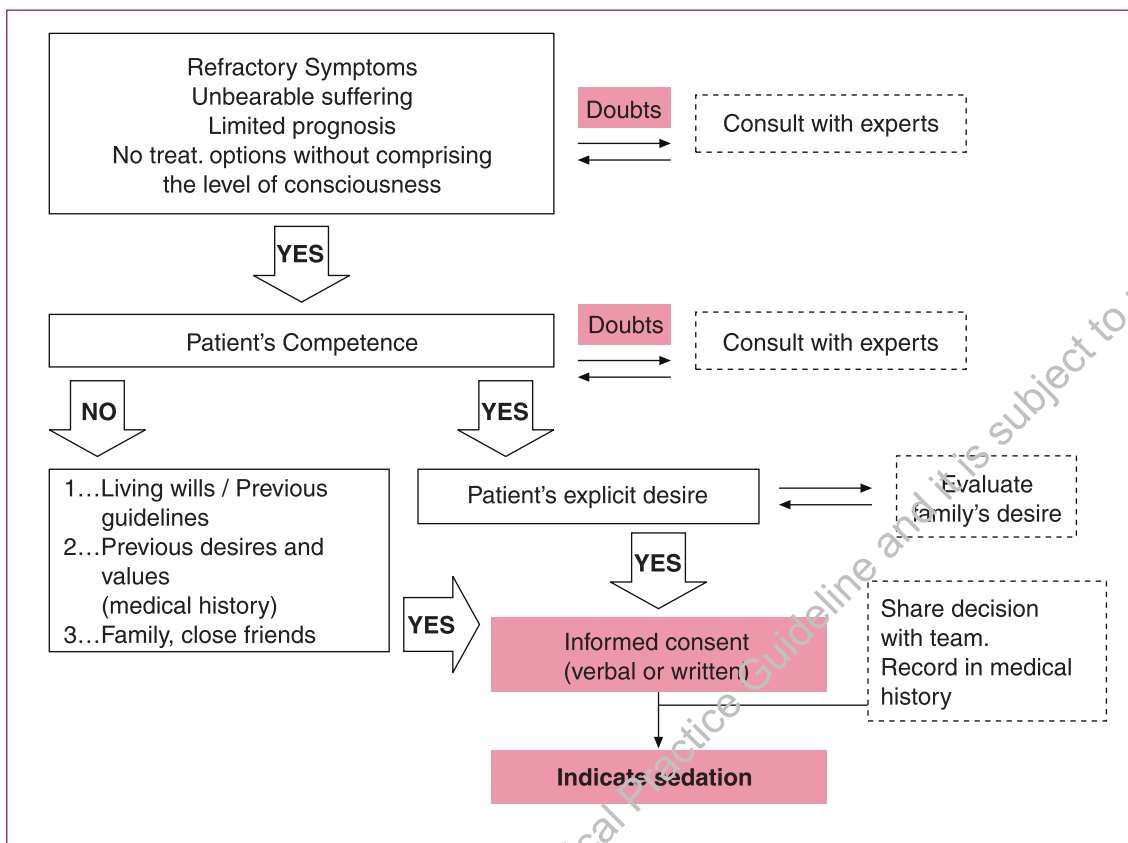 Refractory Symptoms
Unbearable suffering
Limited prognosis
No treat. options without comprising
the level of consciousness
Doubts
Consult with experts
YES
Patient's Competence
Doubts
Consult with experts
NO
YES
1…Living wills / Previous
guidelines
2…Previous desires and
values
(medical history)
3…Family, close friends
Patient's explicit desire
Evaluate
family's desire
YES
YES
Informed consent
(verbal or written)
Share decision
with team.
Record in medical
history
Indicates sedation
Practice Guideline and it is subject to